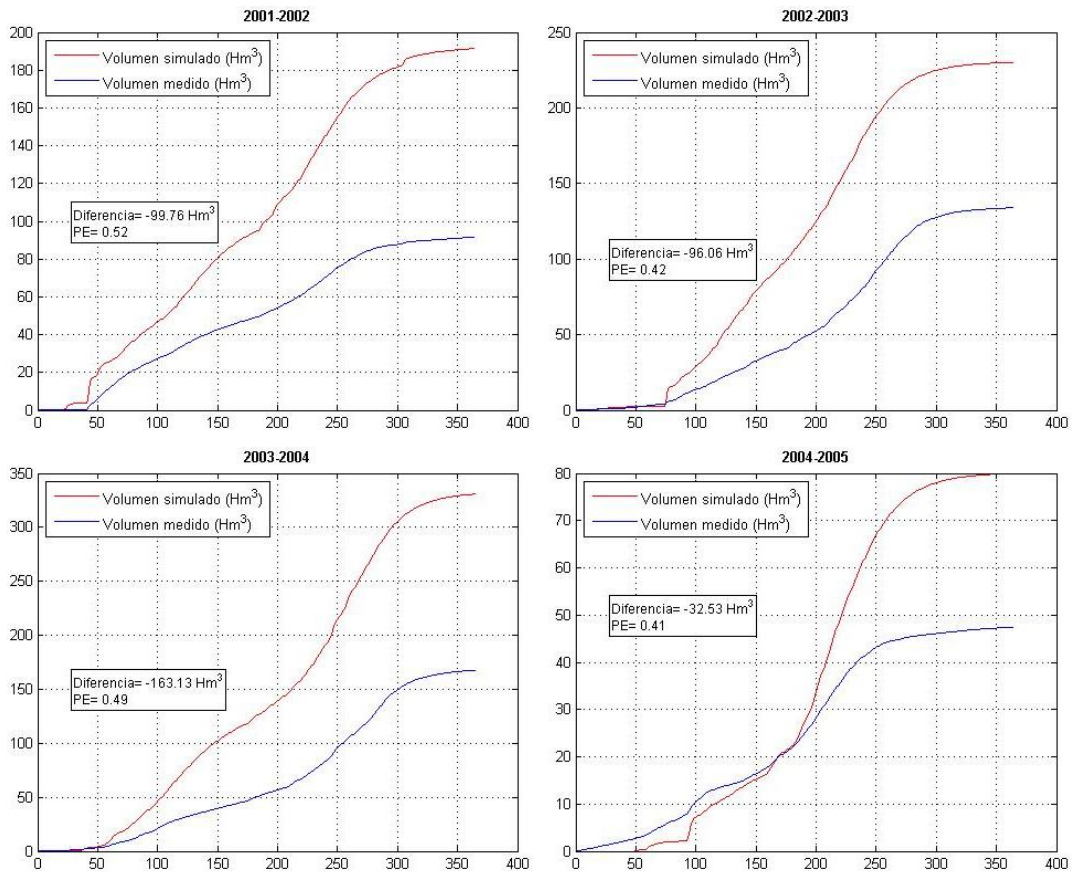 2001-2002
200
180
160
140
120
100
80
60
40
20
0
Volumen simulado (Hm³)
Volumen medido (Hm³)
Diferencia= -99.76 Hm³
PE= 0.52
0 50 100 150 200 250 300 350 400
2002-2003
250
200
150
100
50
0
Volumen simulado (Hm³)
Volumen medido (Hm³)
Diferencia= -96.06 Hm³
PE= 0.42
0 50 100 150 200 250 300 350 400
2003-2004
350
300
250
200
150
100
50
0
Volumen simulado (Hm³)
Volumen medido (Hm³)
Diferencia= -163.13 Hm³
PE= 0.49
0 50 100 150 200 250 300 350 400
2004-2005
80
70
60
50
40
30
20
10
0
Volumen simulado (Hm³)
Volumen medido (Hm³)
Diferencia= -32.53 Hm³
PE= 0.41
0 50 100 150 200 250 300 350 400